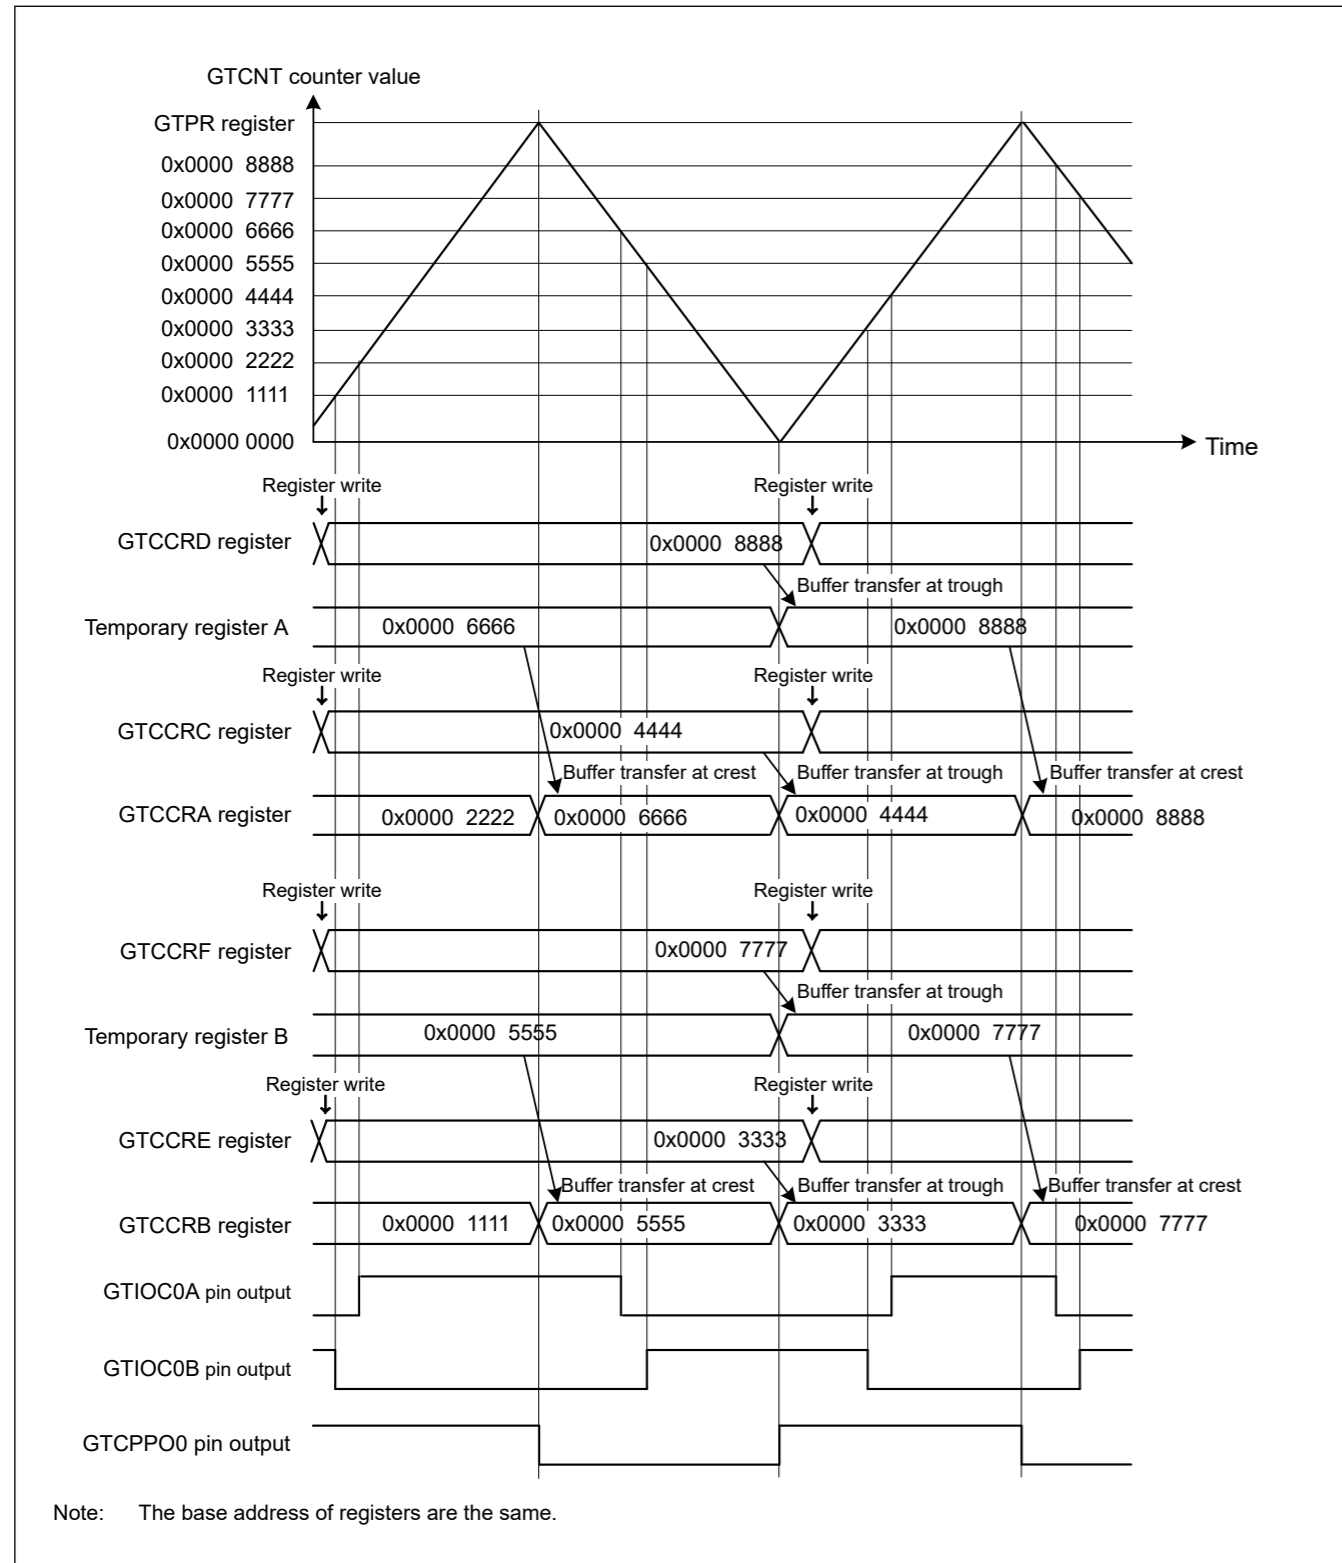 GTCNT counter value
GTPR register
0x0000 8888
0x0000 7777
0x0000 6666
0x0000 5555
0x0000 4444
0x0000 3333
0x0000 2222
0x0000 1111
0x0000 0000
Time
Register write Register write
GTCCRD register 0x0000 8888
Buffer transfer at trough
Temporary register A 0x0000 6666 0x0000 8888
Register write Register write
GTCCRC register 0x0000 4444
Buffer transfer at crest Buffer transfer at trough Buffer transfer at crest
GTCCRA register 0x0000 2222 0x0000 6666 0x0000 4444 0x0000 8888
Register write Register write
GTCCRF register 0x0000 7777
Buffer transfer at trough
Temporary register B 0x0000 5555 0x0000 7777
Register write Register write
GTCCRE register 0x0000 3333
Buffer transfer at crest Buffer transfer at trough Buffer transfer at crest
GTCCRB register 0x0000 1111 0x0000 5555 0x0000 3333 0x0000 7777
GTIOC0A pin output
GTIOC0B pin output
GTCPPO0 pin output
Note: The base address of registers are the same.